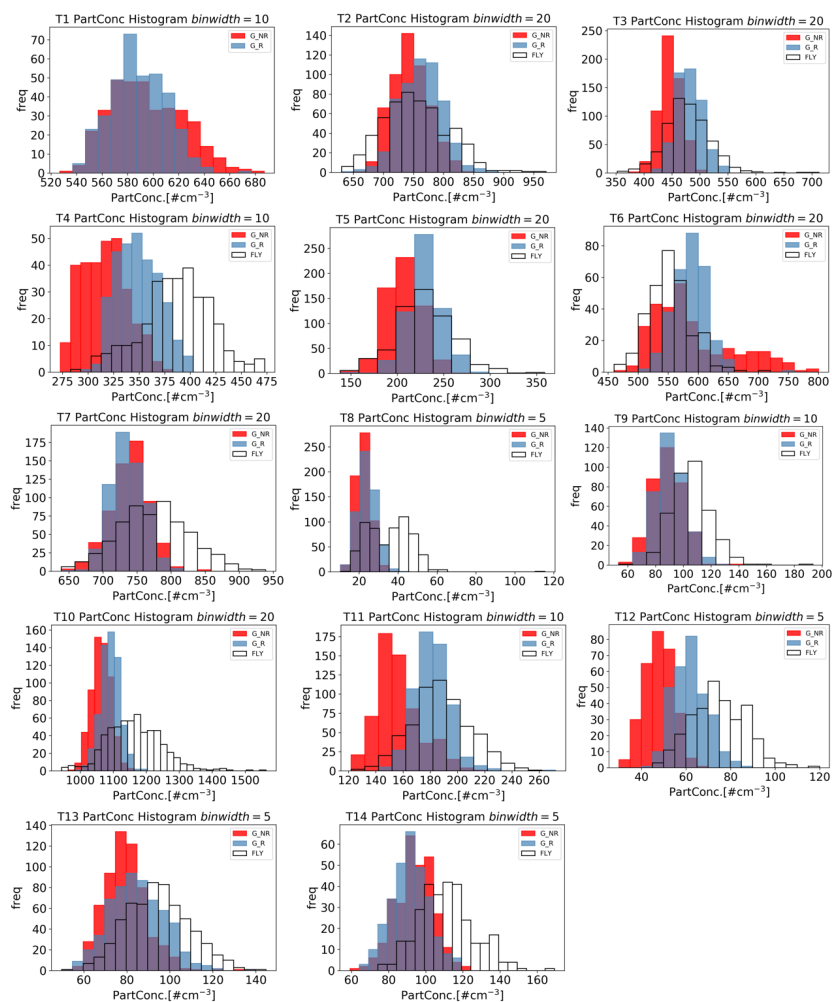 T1 PartConc Histogram binwidth = 10
freq
70
60
50
40
30
20
10
0
520 540 560 580 600 620 640 660 680
PartConc.[#cm⁻³]
G_NR
G_R
T2 PartConc Histogram binwidth = 20
freq
140
120
100
80
60
40
20
0
650 700 750 800 850 900 950
PartConc.[#cm⁻³]
G_NR
G_R
FLY
T3 PartConc Histogram binwidth = 20
freq
250
200
150
100
50
0
350 400 450 500 550 600 650 700
PartConc.[#cm⁻³]
G_NR
G_R
FLY
T4 PartConc Histogram binwidth = 10
freq
50
40
30
20
10
0
275 300 325 350 375 400 425 450 475
PartConc.[#cm⁻³]
G_NR
G_R
FLY
T5 PartConc Histogram binwidth = 20
freq
250
200
150
100
50
0
150 200 250 300 350
PartConc.[#cm⁻³]
G_NR
G_R
FLY
T6 PartConc Histogram binwidth = 20
freq
80
60
40
20
0
450 500 550 600 650 700 750 800
PartConc.[#cm⁻³]
G_NR
G_R
FLY
T7 PartConc Histogram binwidth = 20
freq
175
150
125
100
75
50
25
0
650 700 750 800 850 900 950
PartConc.[#cm⁻³]
G_NR
G_R
FLY
T8 PartConc Histogram binwidth = 5
freq
250
200
150
100
50
0
20 40 60 80 100 120
PartConc.[#cm⁻³]
G_NR
G_R
FLY
T9 PartConc Histogram binwidth = 10
freq
140
120
100
80
60
40
20
0
60 80 100 120 140 160 180 200
PartConc.[#cm⁻³]
G_NR
G_R
FLY
T10 PartConc Histogram binwidth = 20
freq
160
140
120
100
80
60
40
20
0
1000 1100 1200 1300 1400 1500
PartConc.[#cm⁻³]
G_NR
G_R
FLY
T11 PartConc Histogram binwidth = 10
freq
175
150
125
100
75
50
25
0
120 140 160 180 200 220 240 260
PartConc.[#cm⁻³]
G_NR
G_R
FLY
T12 PartConc Histogram binwidth = 5
freq
80
70
60
50
40
30
20
10
0
40 60 80 100 120
PartConc.[#cm⁻³]
G_NR
G_R
FLY
T13 PartConc Histogram binwidth = 5
freq
140
120
100
80
60
40
20
0
60 80 100 120 140
PartConc.[#cm⁻³]
G_NR
G_R
FLY
T14 PartConc Histogram binwidth = 5
freq
60
50
40
30
20
10
0
60 80 100 120 140 160
PartConc.[#cm⁻³]
G_NR
G_R
FLY